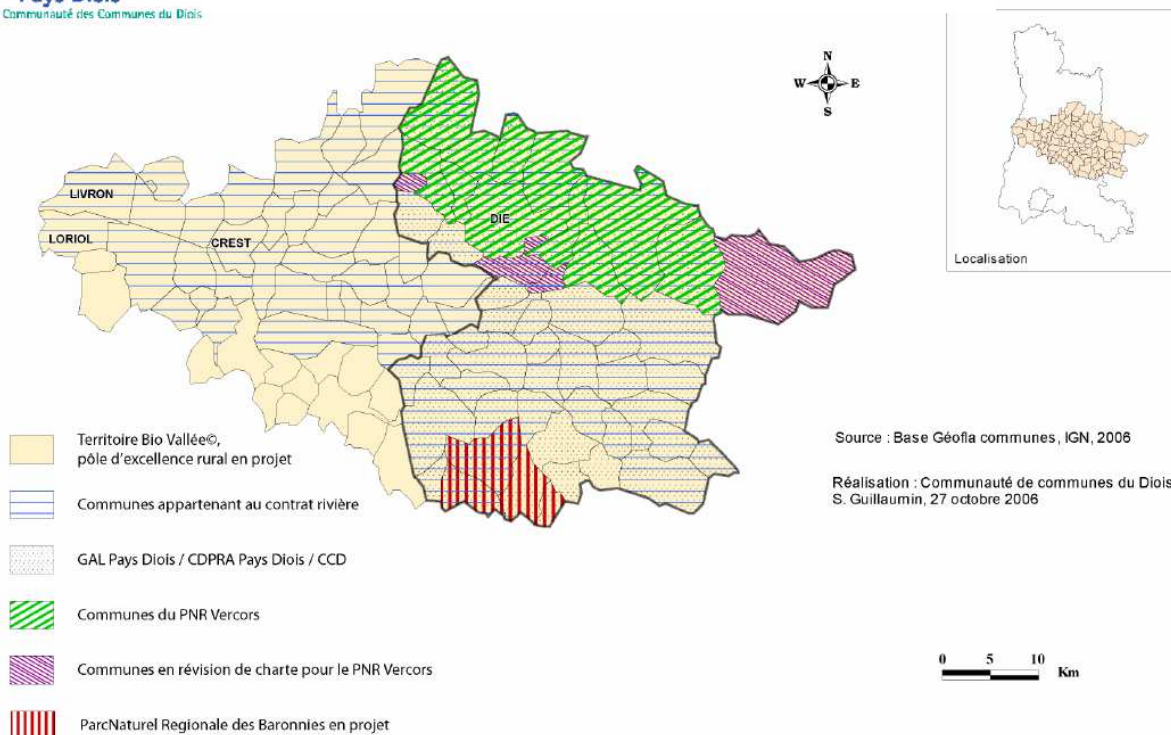 Pays Diois
Communauté des Communes du Diois
N
W E
S
Localisation
LIVRON
LORIOL
CREST
DIE
Territoire Bio Vallée©,
pôle d'excellence rural en projet
Communes appartenant au contrat rivière
GAL Pays Diois / CDPRA Pays Diois / CCD
Communes du PNR Vercors
Communes en révision de charte pour le PNR Vercors
ParcNaturel Regionale des Baronnies en projet
Source : Base Géofla communes, IGN, 2006
Réalisation : Communauté de communes du Diois
S. Guillaumin, 27 octobre 2006
0 5 10
Km